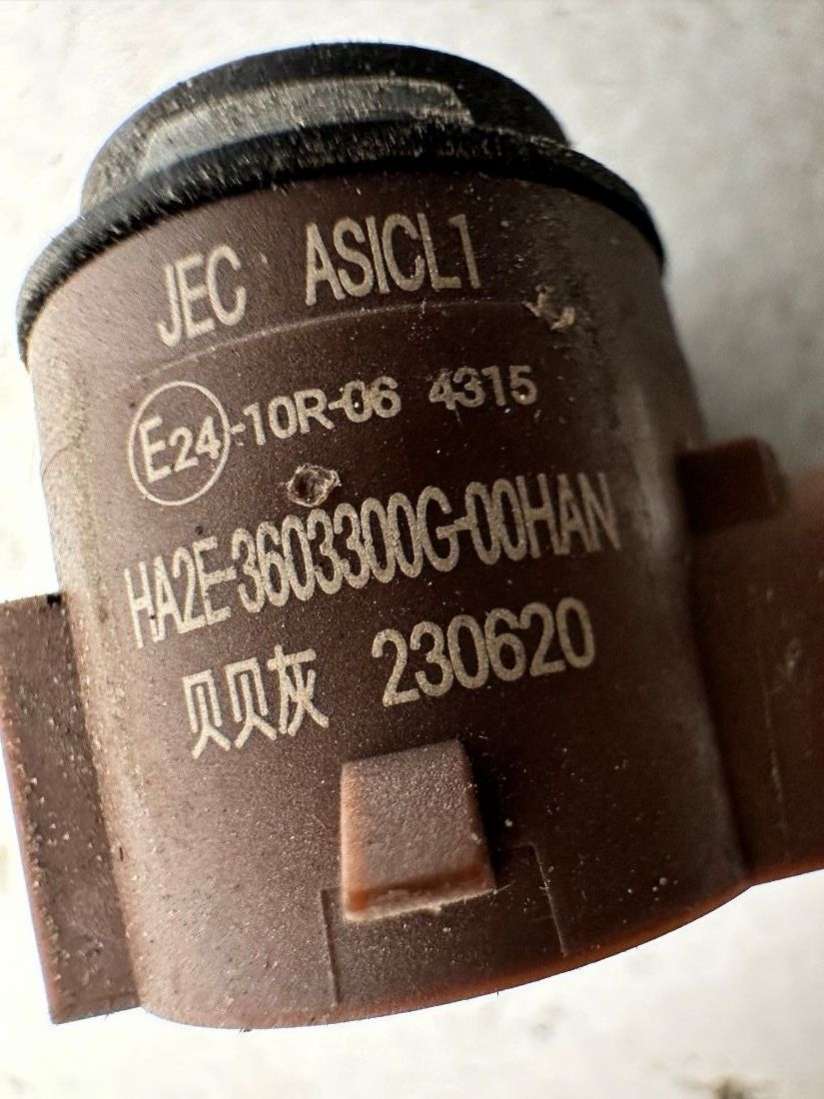 JEC ASICL1
E24-10R-06 4315
HA2E-3603300G-00HAN
贝贝灰 230620